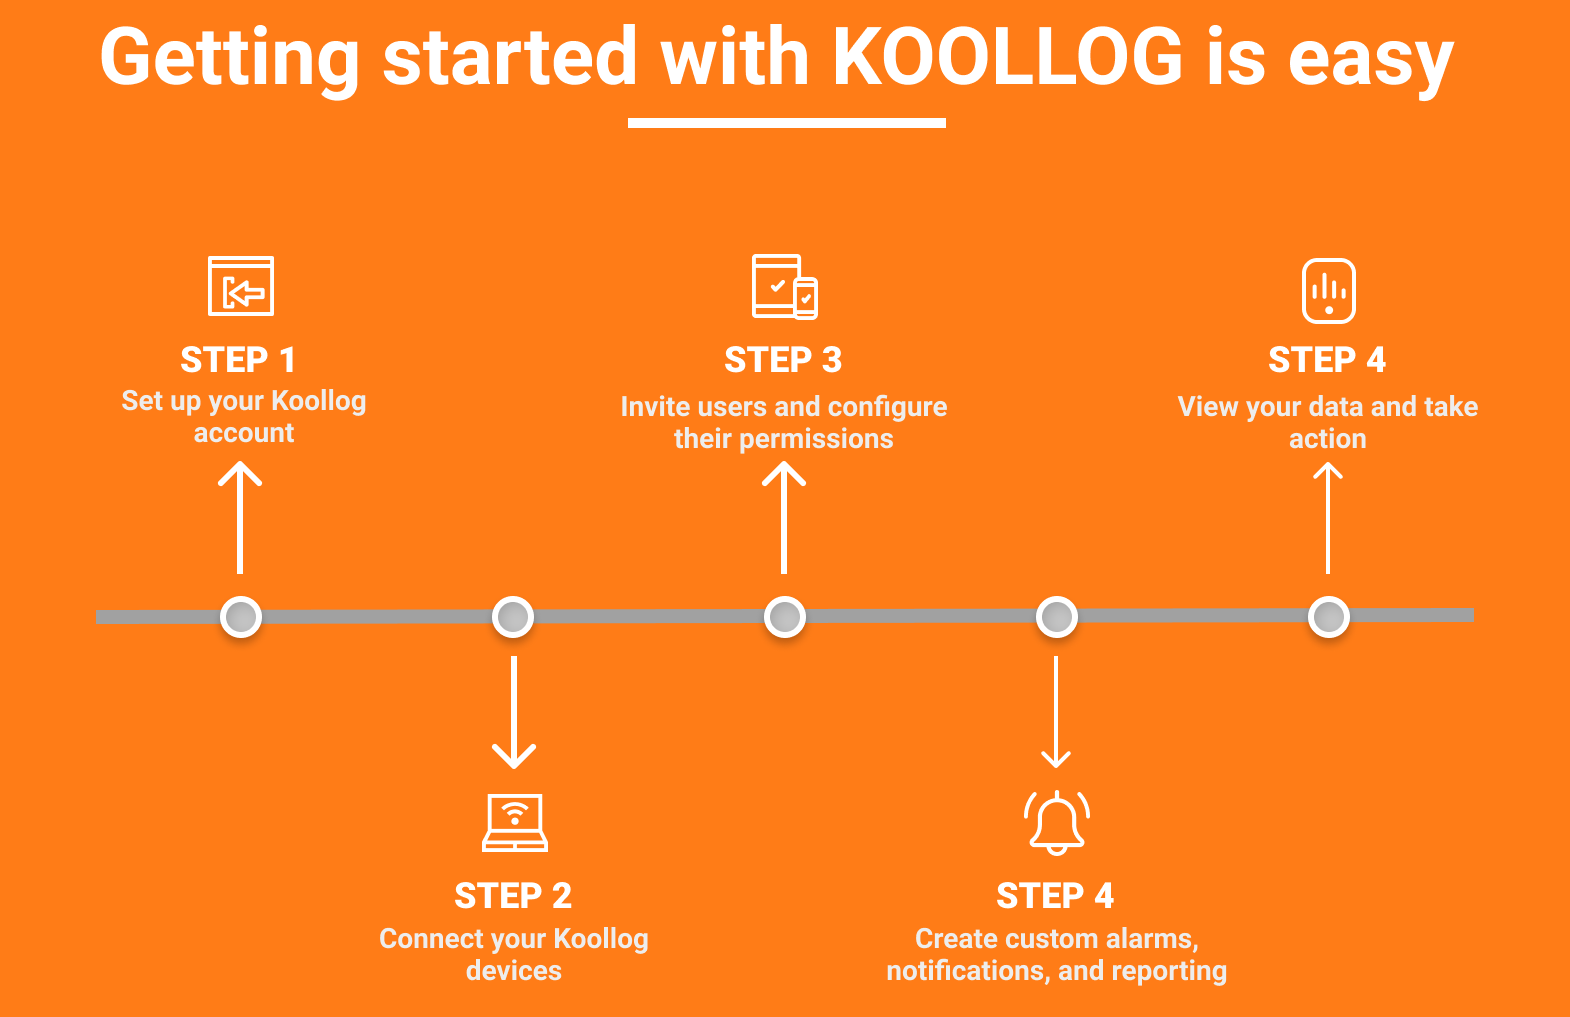 Getting started with KOOLLOG is easy
STEP 1
Set up your Koollog
account
STEP 2
Connect your Koollog
devices
STEP 3
Invite users and configure
their permissions
STEP 4
Create custom alarms,
notifications, and reporting
STEP 4
View your data and take
action